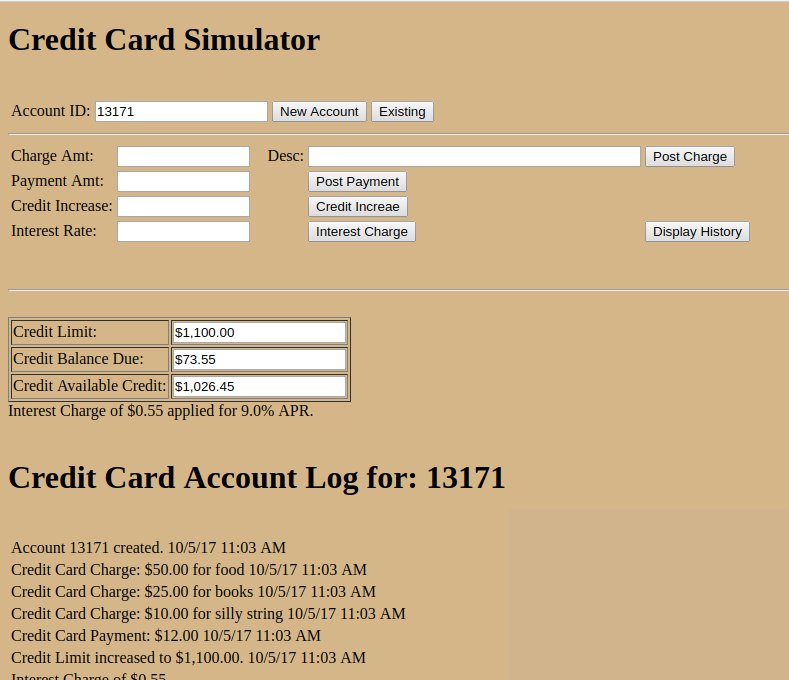 Credit Card Simulator
Account ID: 13171 New Account Existing
Charge Amt: Desc: Post Charge
Payment Amt: Post Payment
Credit Increase: Credit Increae
Interest Rate: Interest Charge Display History
Credit Limit: $1,100.00
Credit Balance Due: $73.55
Credit Available Credit: $1,026.45
Interest Charge of $0.55 applied for 9.0% APR.
Credit Card Account Log for: 13171
Account 13171 created. 10/5/17 11:03 AM
Credit Card Charge: $50.00 for food 10/5/17 11:03 AM
Credit Card Charge: $25.00 for books 10/5/17 11:03 AM
Credit Card Charge: $10.00 for silly string 10/5/17 11:03 AM
Credit Card Payment: $12.00 10/5/17 11:03 AM
Credit Limit increased to $1,100.00. 10/5/17 11:03 AM
Interest Charge of $0.55